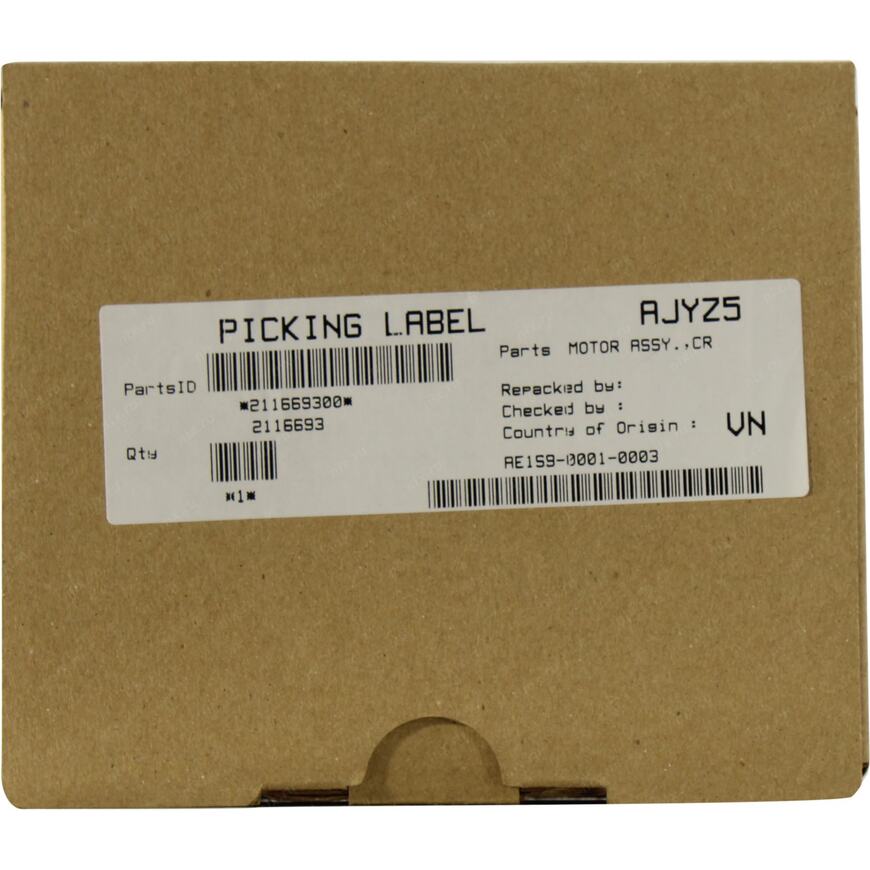 PICKING LABEL
AJYZ5
Parts MOTOR ASSY.,CR
PartsID
*211669300*
2116693
Repacked by:
Checked by :
Country of Origin : VN
Qty
*1*
AE1S9-0001-0003